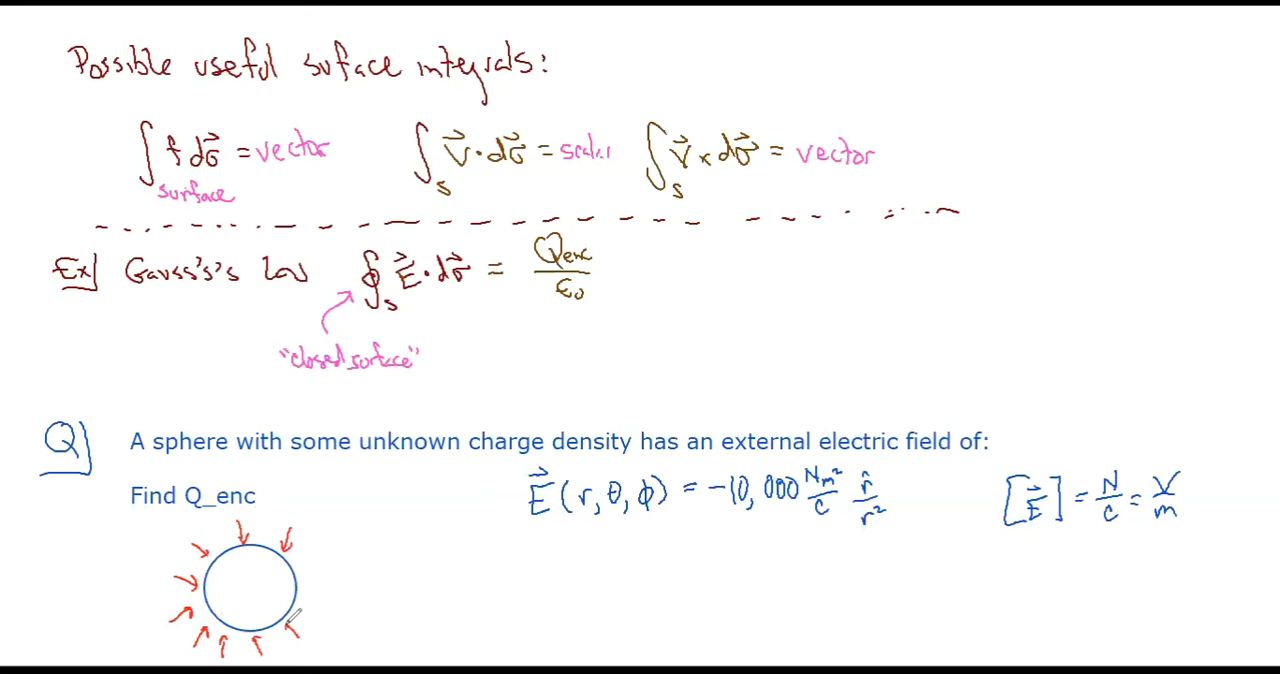 Possible useful suface integrals:
∫ f dσ⃗ = vector ∫ V⃗ · dσ⃗ = scalar ∫ V⃗ × dσ⃗ = vector
surface S S
Ex] Gauss's's Law ∮ E⃗ · dσ⃗ = Qenc/ε₀
S
"closed surface"
Q] A sphere with some unknown charge density has an external electric field of:
Find Q_enc E⃗(r, θ, ϕ) = -10,000 Nm²/C r̂/r² [E⃗] = N/C = V/m